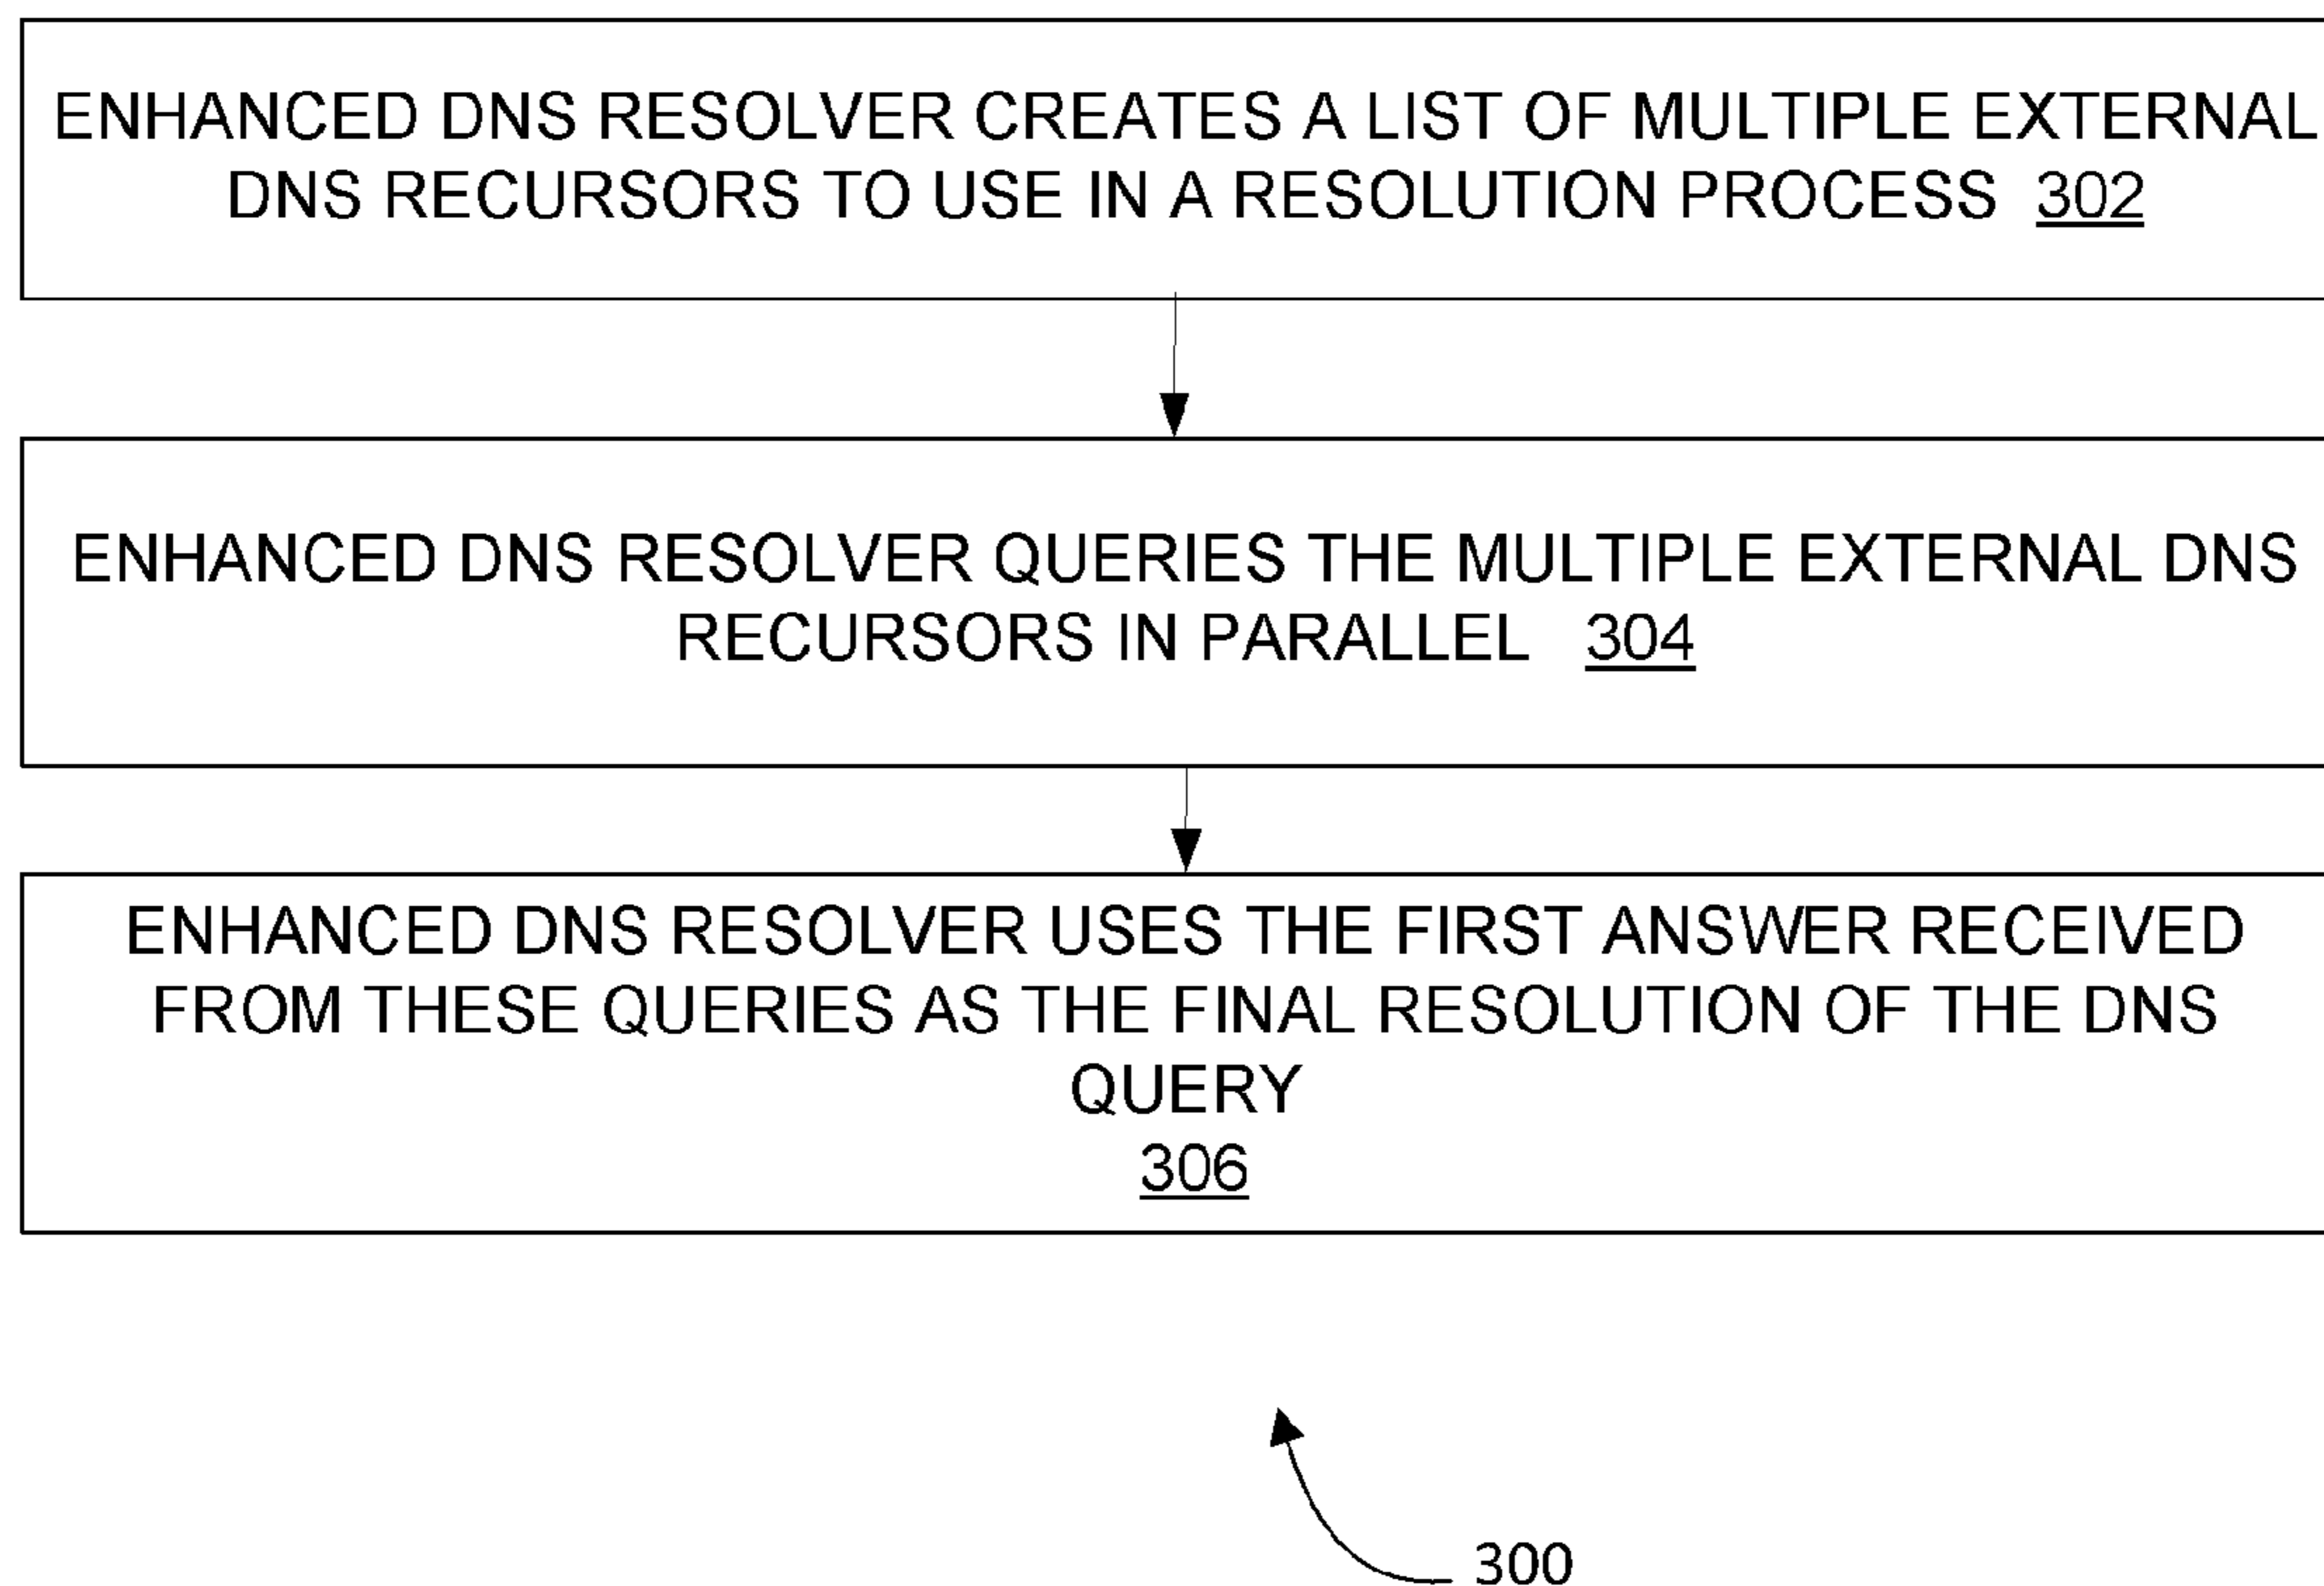 ENHANCED DNS RESOLVER CREATES A LIST OF MULTIPLE EXTERNAL
DNS RECURSORS TO USE IN A RESOLUTION PROCESS 302
ENHANCED DNS RESOLVER QUERIES THE MULTIPLE EXTERNAL DNS
RECURSORS IN PARALLEL 304
ENHANCED DNS RESOLVER USES THE FIRST ANSWER RECEIVED
FROM THESE QUERIES AS THE FINAL RESOLUTION OF THE DNS
QUERY
306
300